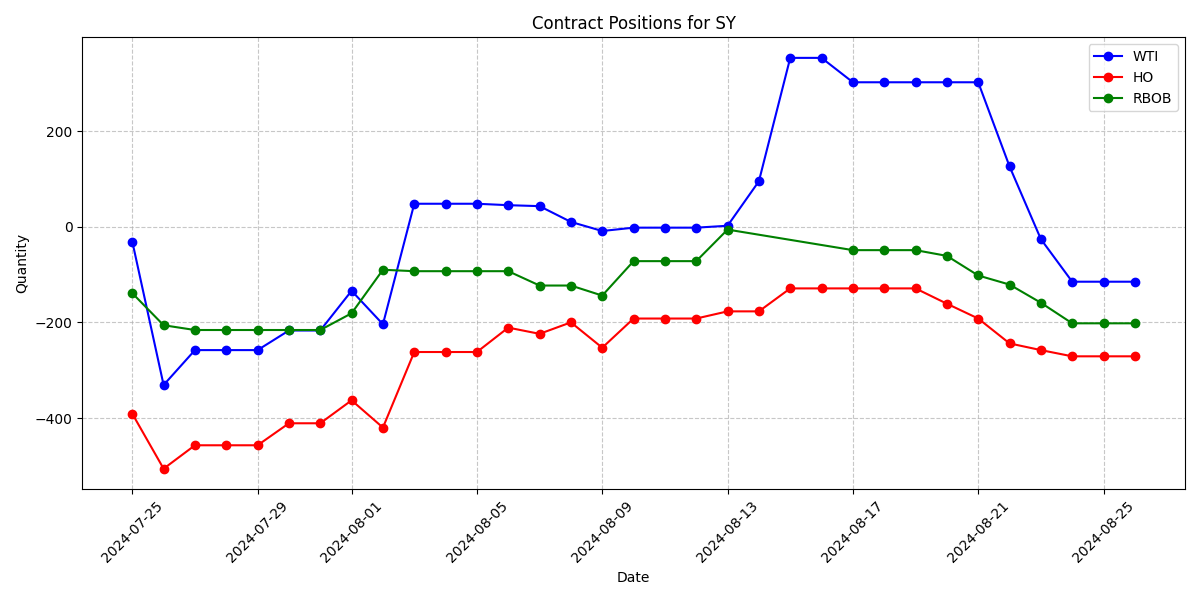 Contract Positions for SY
WTI
HO
RBOB
Quantity
200
0
−200
−400
2024-07-25
2024-07-29
2024-08-01
2024-08-05
2024-08-09
2024-08-13
2024-08-17
2024-08-21
2024-08-25
Date